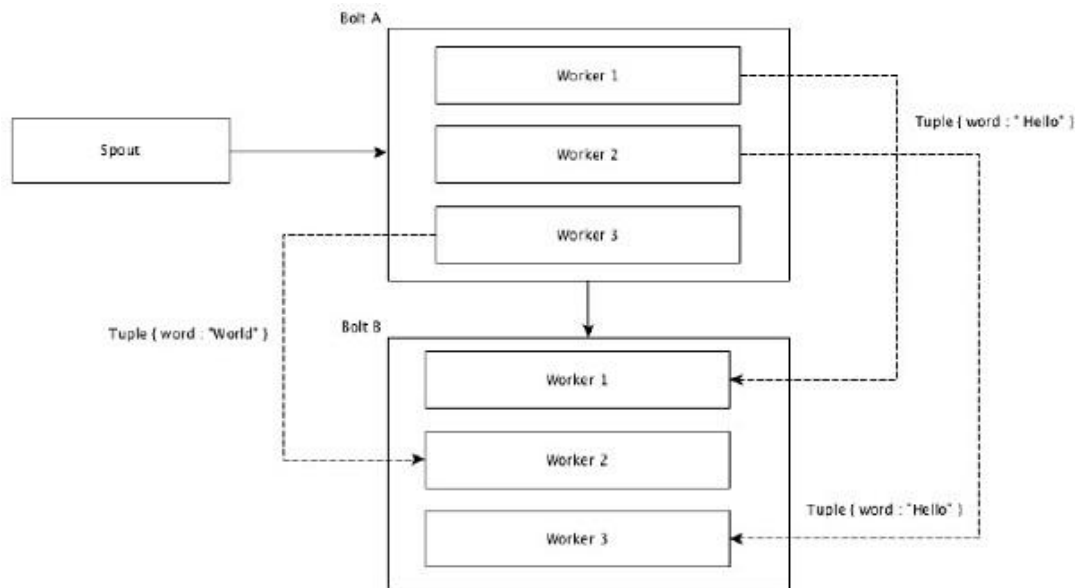 Bolt A
Worker 1
Tuple { word : " Hello" }
Spout
Worker 2
Worker 3
Tuple { word : "World" }
Bolt B
Worker 1
Worker 2
Tuple { word : "Hello" }
Worker 3